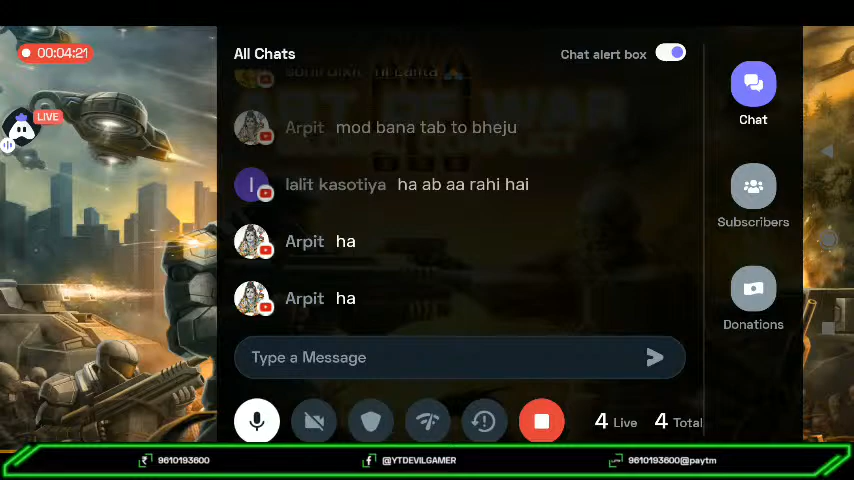 00:04:21
All Chats
Chat alert box
LIVE
Arpit mod bana tab to bheju
Chat
lalit kasotiya ha ab aa rahi hai
Subscribers
Arpit ha
Arpit ha
Donations
Type a Message
4 Live 4 Total
9610193600
@YTDEVILGAMER
9610193600@paytm